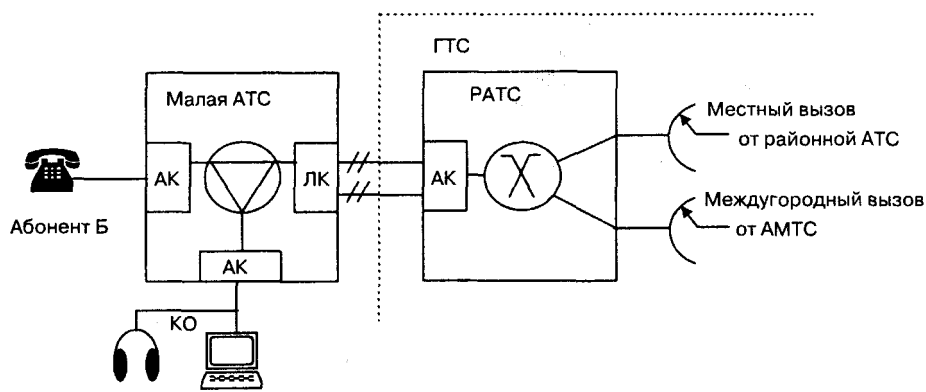 ГТС
Малая АТС
РАТС
Местный вызов
от районной АТС
АК
ЛК
АК
Междугородный вызов
от АМТС
Абонент Б
АК
КО